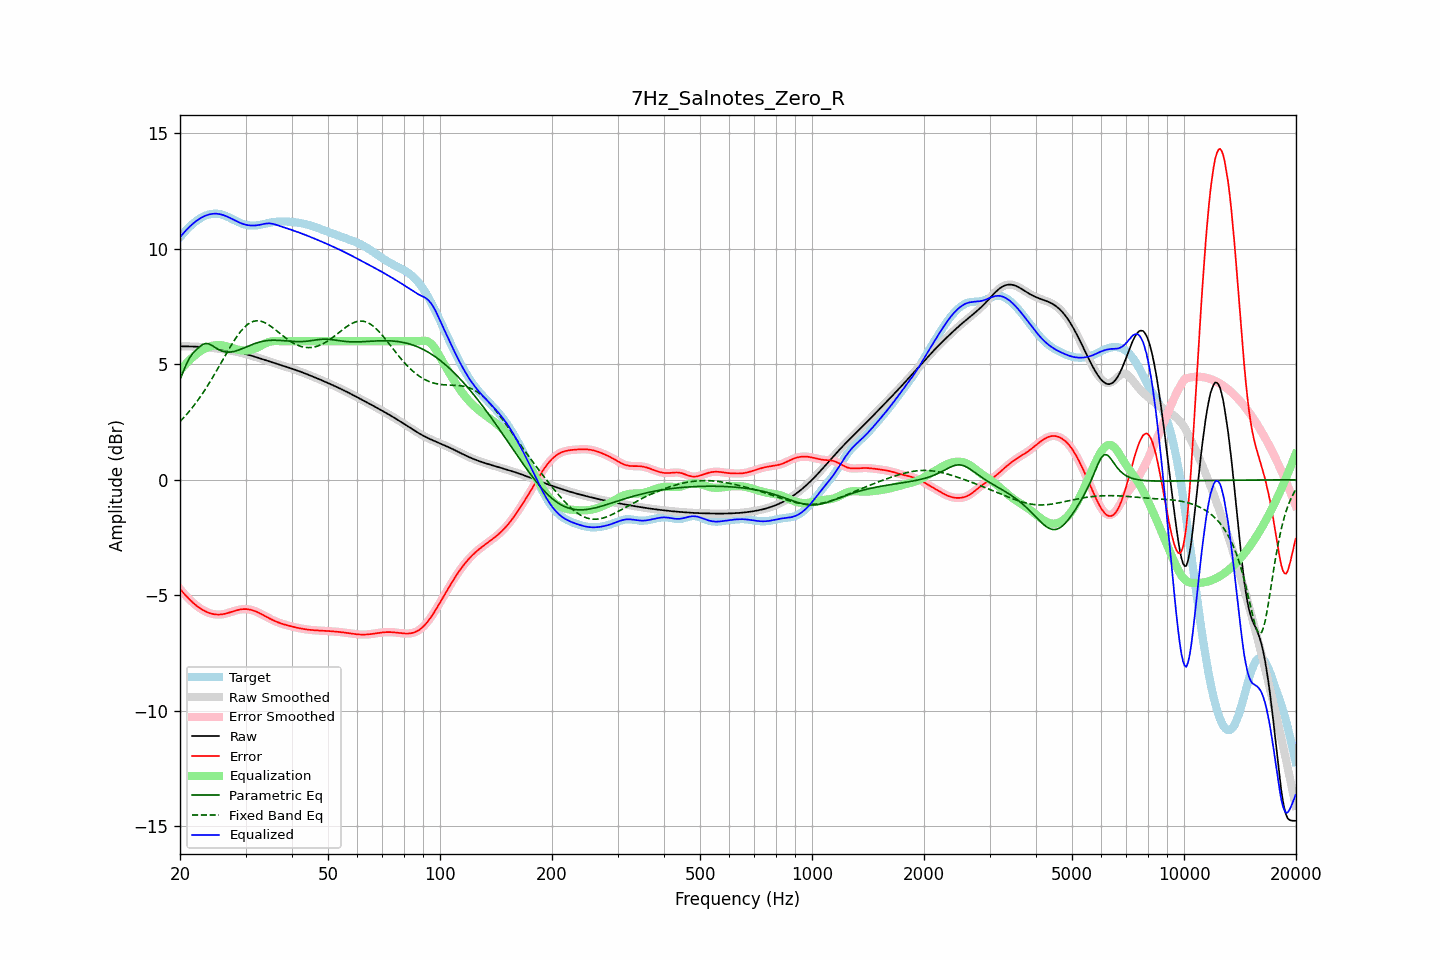 7Hz_Salnotes_Zero_R
15
10
5
0
−5
−10
−15
Amplitude (dBr)
Target
Raw Smoothed
Error Smoothed
Raw
Error
Equalization
Parametric Eq
Fixed Band Eq
Equalized
20 50 100 200 500 1000 2000 5000 10000 20000
Frequency (Hz)